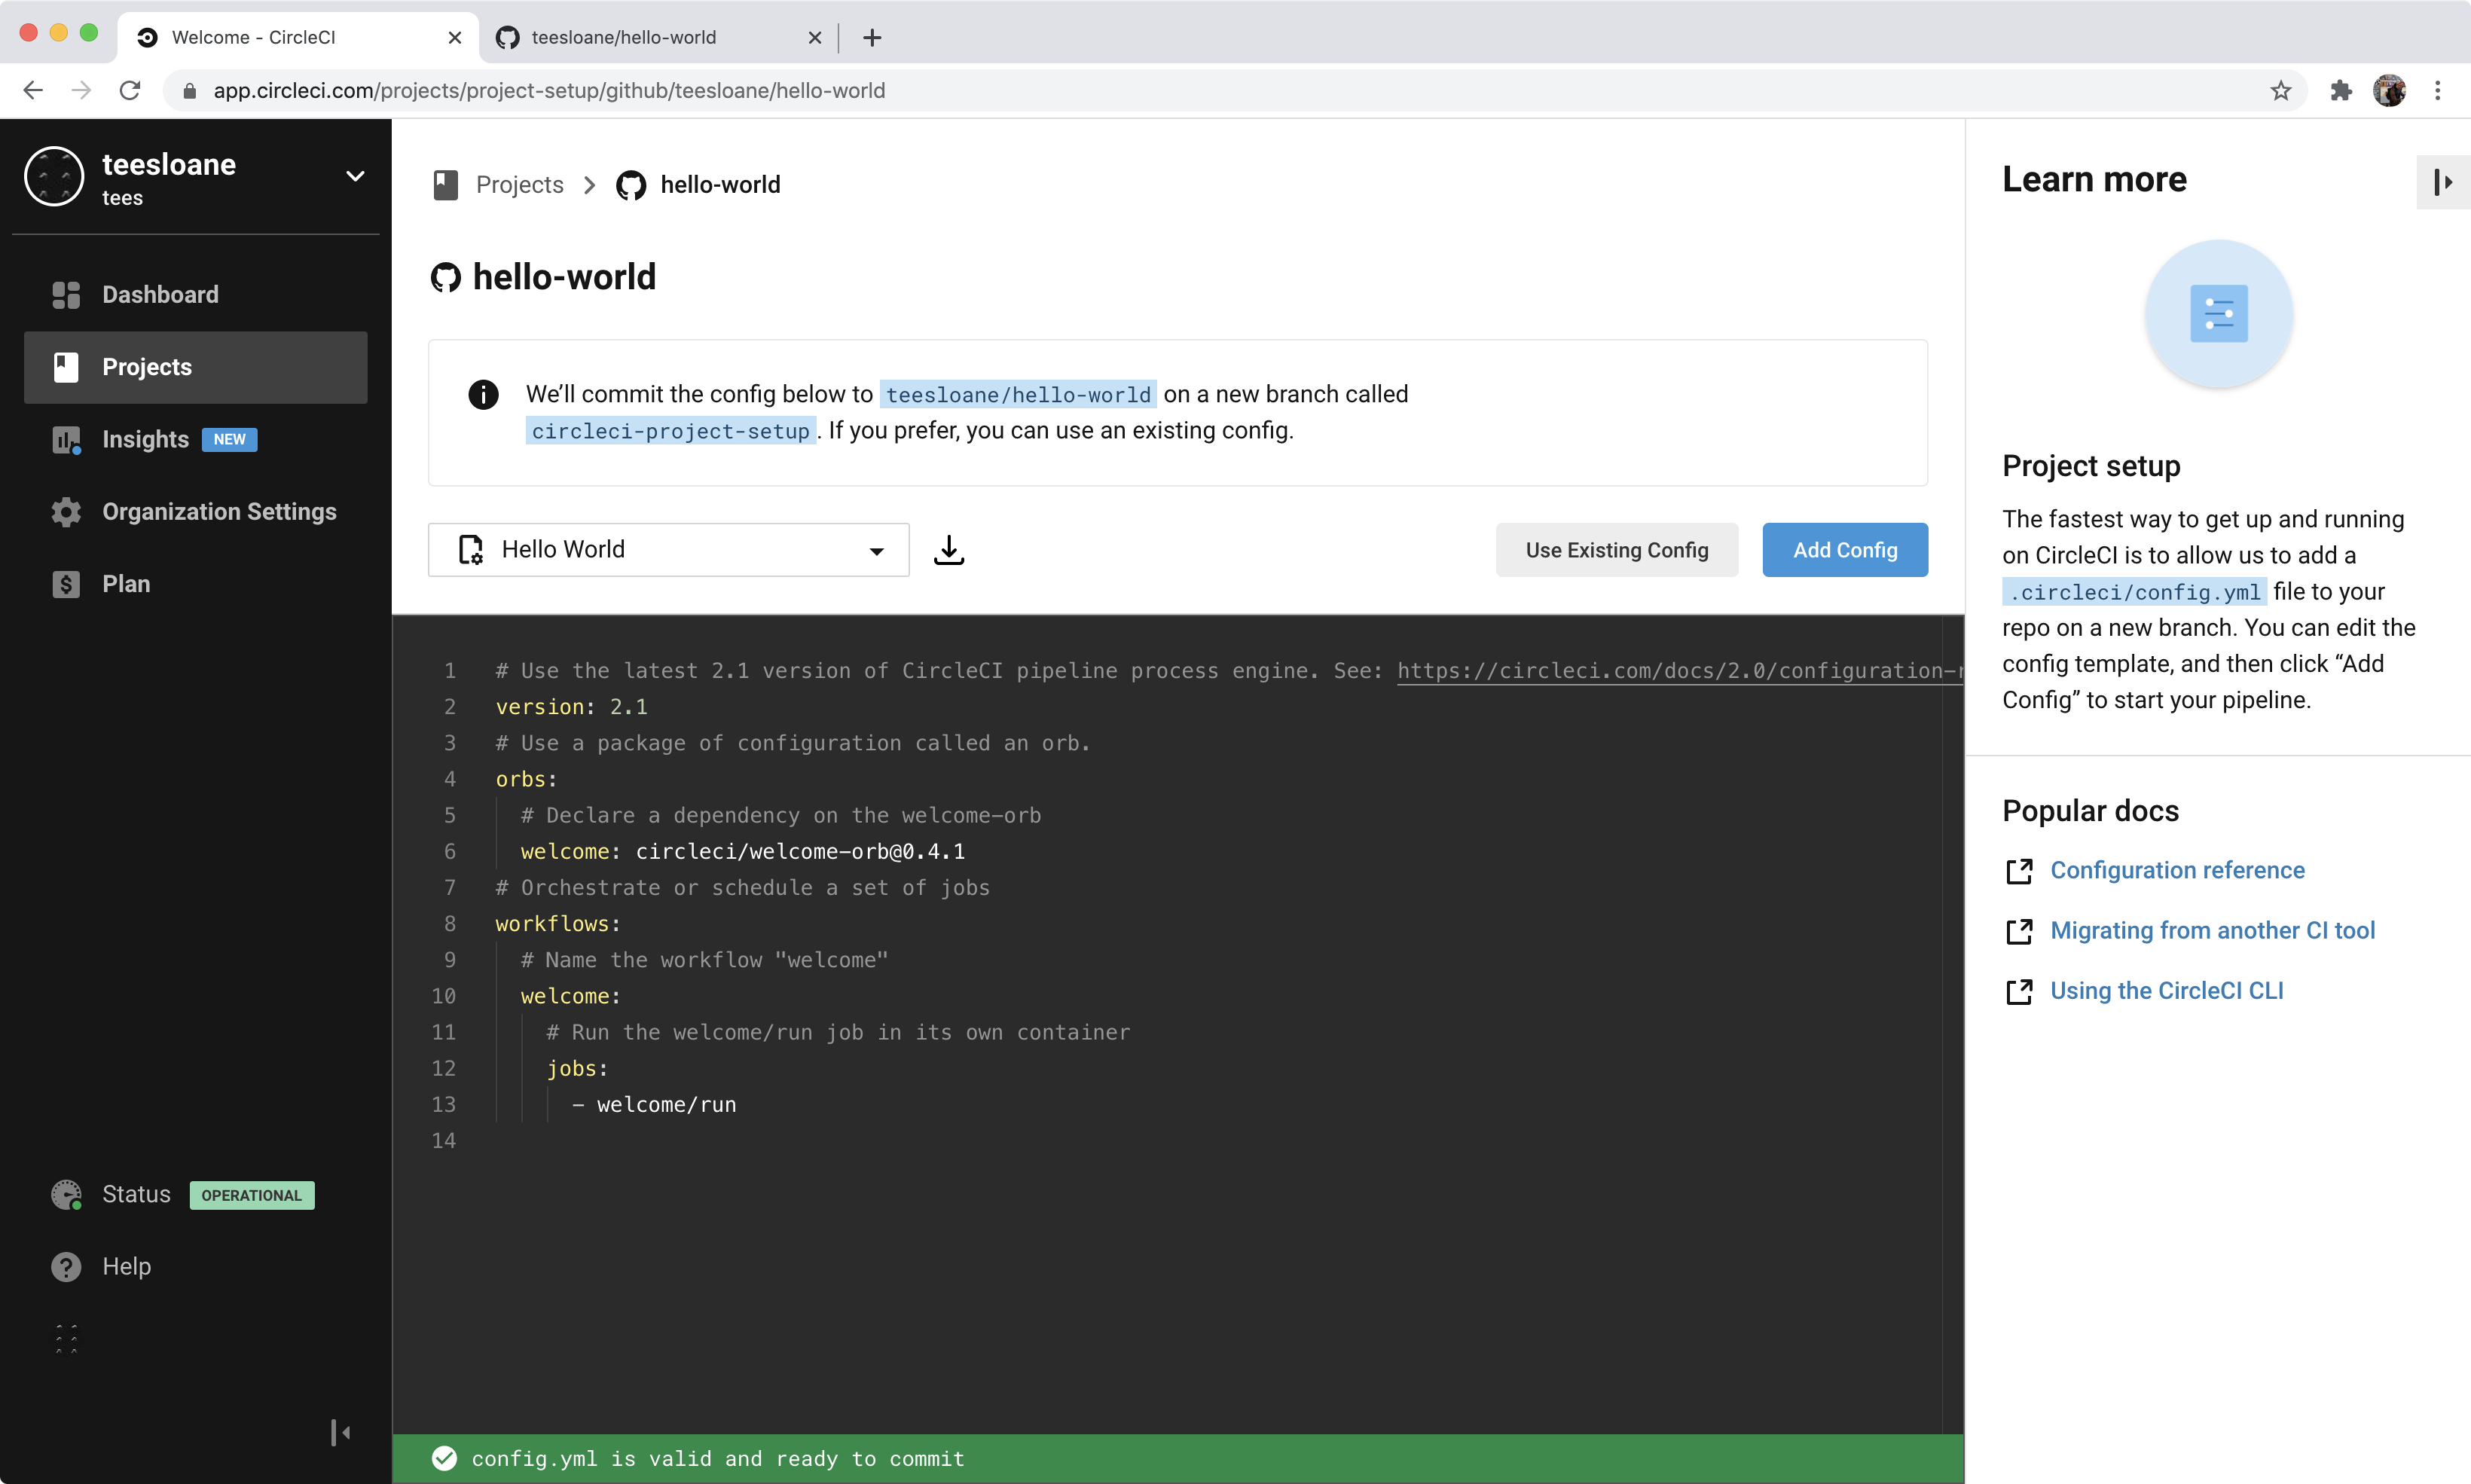 Welcome - CircleCI
teesloane/hello-world
app.circleci.com/projects/project-setup/github/teesloane/hello-world
teesloane
tees
Dashboard
Projects
Insights NEW
Organization Settings
Plan
Status OPERATIONAL
Help
Projects
hello-world
hello-world
We’ll commit the config below to teesloane/hello-world on a new branch called
circleci-project-setup. If you prefer, you can use an existing config.
Hello World
Use Existing Config
Add Config
1 # Use the latest 2.1 version of CircleCI pipeline process engine. See: https://circleci.com/docs/2.0/configuration-r
2 version: 2.1
3 # Use a package of configuration called an orb.
4 orbs:
5 # Declare a dependency on the welcome-orb
6 welcome: circleci/welcome-orb@0.4.1
7 # Orchestrate or schedule a set of jobs
8 workflows:
9 # Name the workflow "welcome"
10 welcome:
11 # Run the welcome/run job in its own container
12 jobs:
13 - welcome/run
14
config.yml is valid and ready to commit
Learn more
Project setup
The fastest way to get up and running
on CircleCI is to allow us to add a
.circleci/config.yml file to your
repo on a new branch. You can edit the
config template, and then click “Add
Config” to start your pipeline.
Popular docs
Configuration reference
Migrating from another CI tool
Using the CircleCI CLI